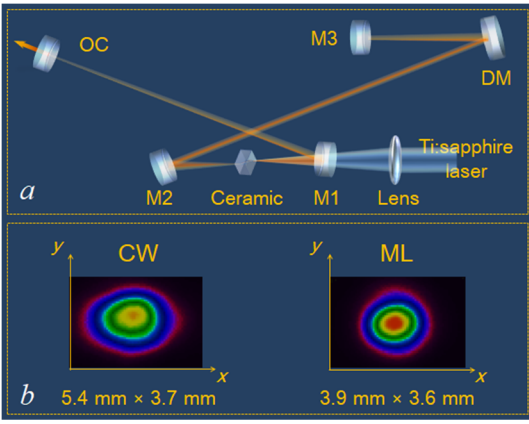 OC
M3
DM
Ti:sapphire
laser
M2
Ceramic
M1
Lens
a
y
CW
x
5.4 mm × 3.7 mm
y
ML
x
3.9 mm × 3.6 mm
b